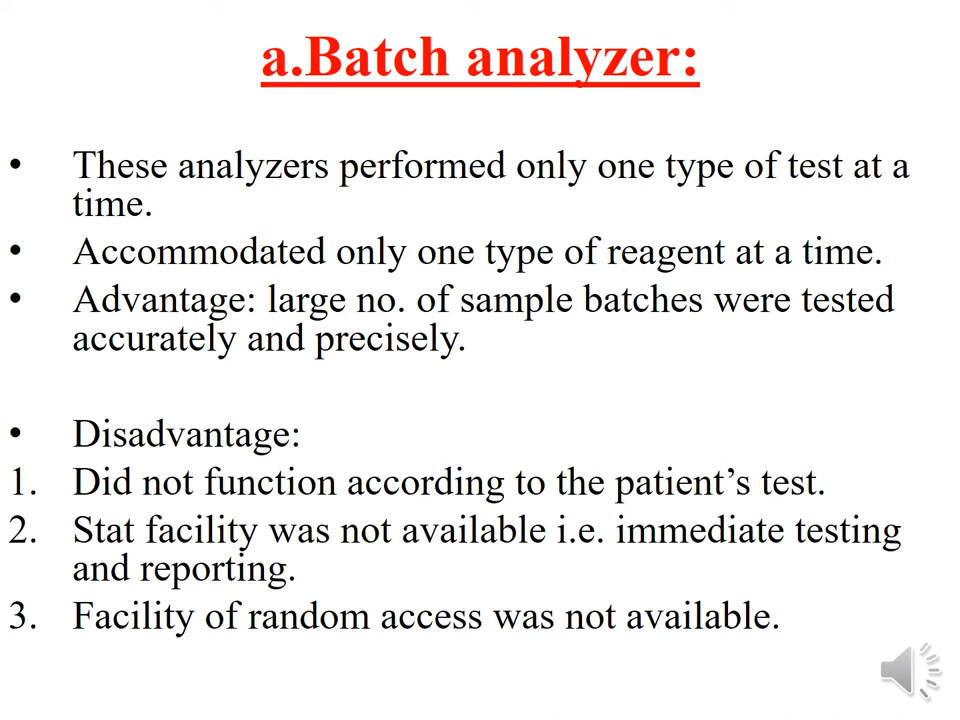 a.Batch analyzer:
• These analyzers performed only one type of test at a
time.
• Accommodated only one type of reagent at a time.
• Advantage: large no. of sample batches were tested
accurately and precisely.
• Disadvantage:
1. Did not function according to the patient’s test.
2. Stat facility was not available i.e. immediate testing
and reporting.
3. Facility of random access was not available.